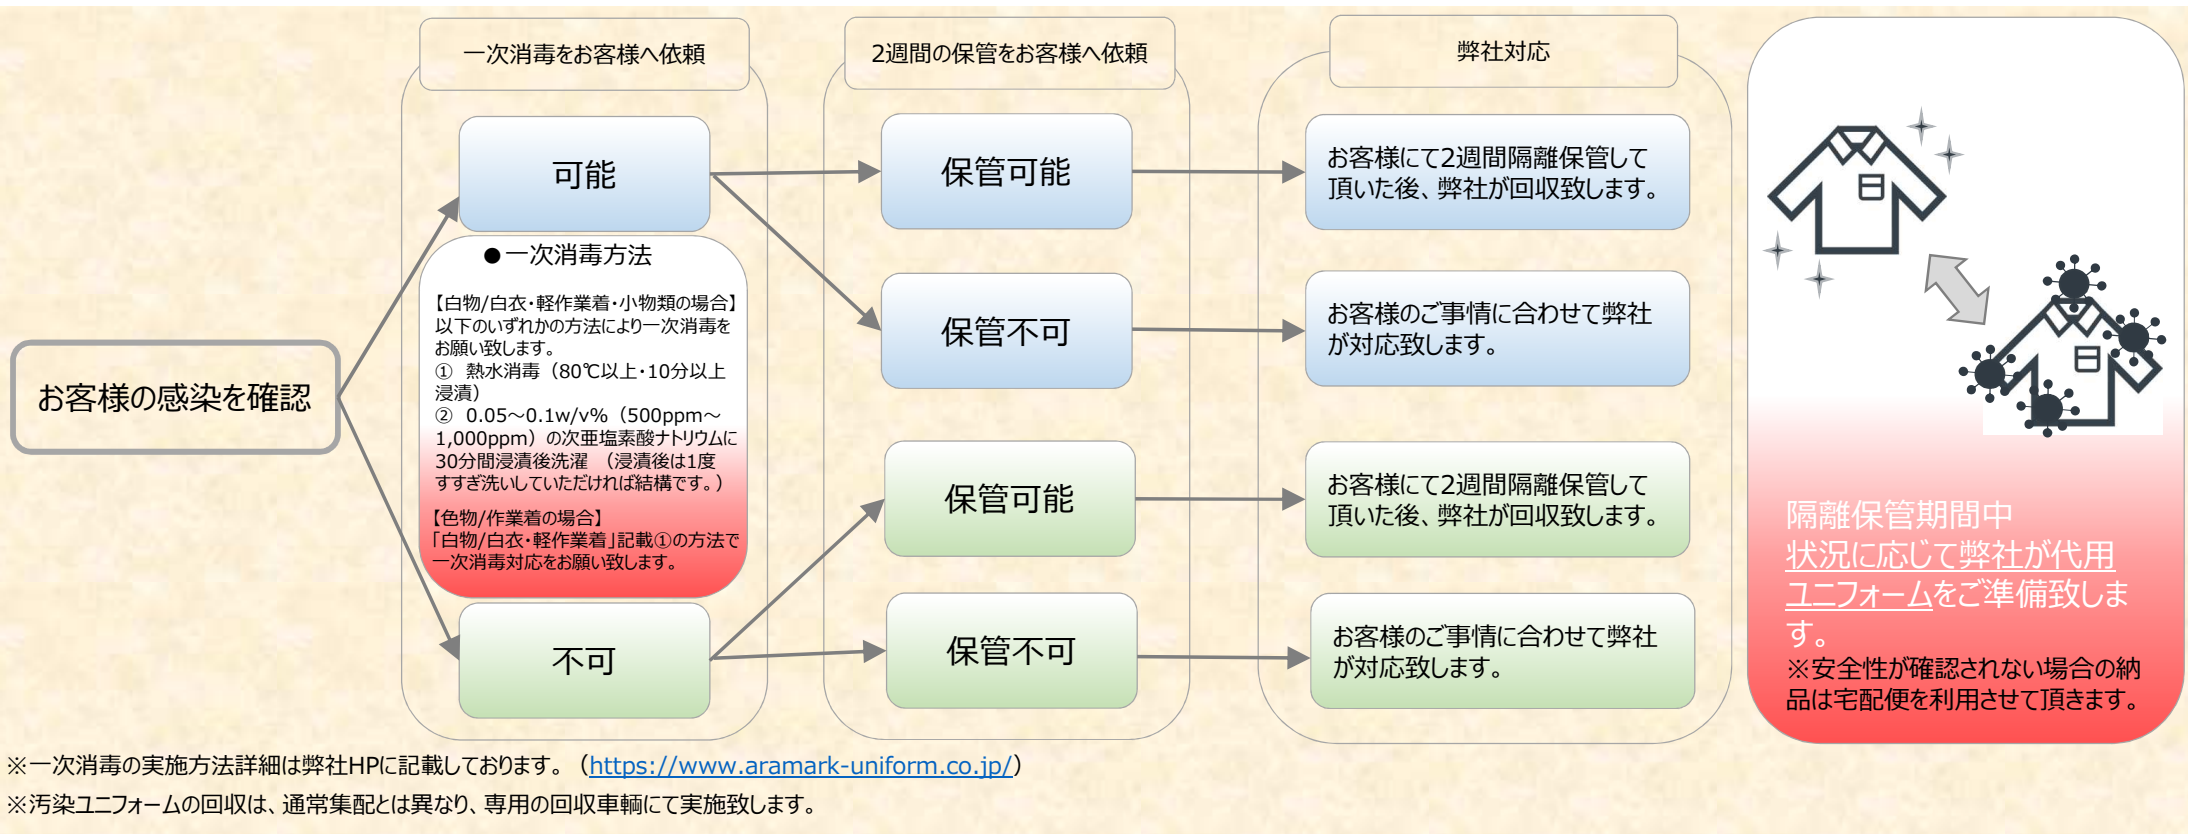 一次消毒をお客様へ依頼
2週間の保管をお客様へ依頼
弊社対応
お客様の感染を確認
可能
●一次消毒方法
【白物/白衣・軽作業着・小物類の場合】
以下のいずれかの方法により一次消毒を
お願い致します。
① 熱水消毒（80℃以上・10分以上
浸漬）
② 0.05～0.1w/v%（500ppm～
1,000ppm）の次亜塩素酸ナトリウムに
30分間浸漬後洗濯 （浸漬後は1度
すすぎ洗いしていただければ結構です。）
【色物/作業着の場合】
「白物/白衣・軽作業着」記載①の方法で
一次消毒対応をお願い致します。
不可
保管可能
保管不可
保管可能
保管不可
お客様にて2週間隔離保管して
頂いた後、弊社が回収致します。
お客様のご事情に合わせて弊社
が対応致します。
お客様にて2週間隔離保管して
頂いた後、弊社が回収致します。
お客様のご事情に合わせて弊社
が対応致します。
隔離保管期間中
状況に応じて弊社が代用
ユニフォームをご準備致しま
す。
※安全性が確認されない場合の納
品は宅配便を利用させて頂きます。
※一次消毒の実施方法詳細は弊社HPに記載しております。（https://www.aramark-uniform.co.jp/）
※汚染ユニフォームの回収は、通常集配とは異なり、専用の回収車輌にて実施致します。